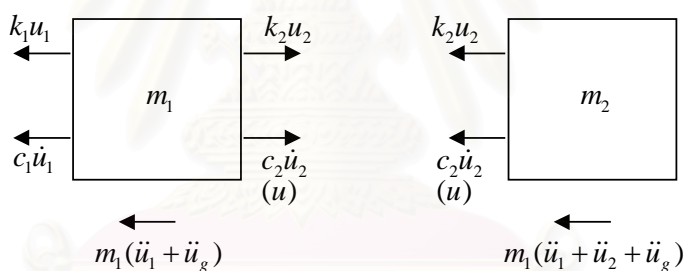 k₁u₁
k₂u₂
m₁
c₁u̇₁
c₂u̇₂
(u)
m₁(ü₁ + ü_g)
k₂u₂
m₂
c₂u̇₂
(u)
m₁(ü₁ + ü₂ + ü_g)